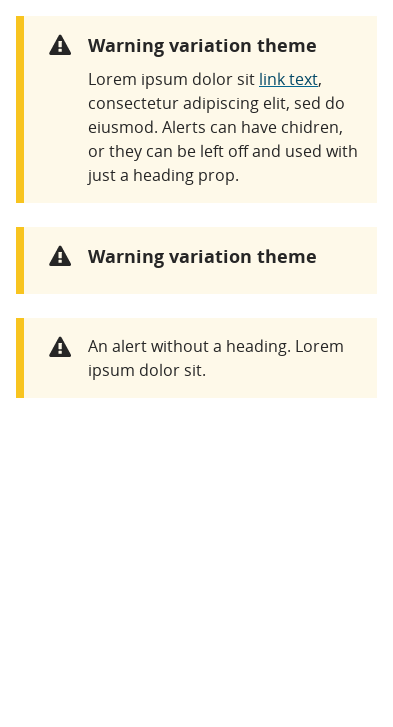 Warning variation theme
Lorem ipsum dolor sit link text,
consectetur adipiscing elit, sed do
eiusmod. Alerts can have chidren,
or they can be left off and used with
just a heading prop.
Warning variation theme
An alert without a heading. Lorem
ipsum dolor sit.